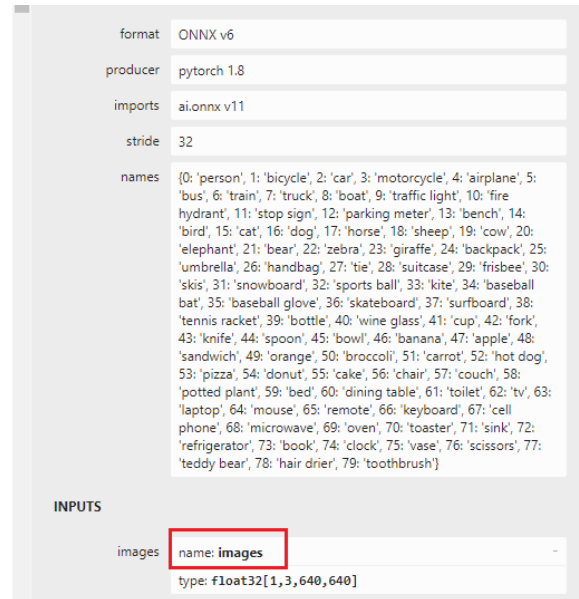 format ONNX v6
producer pytorch 1.8
imports ai.onnx v11
stride 32
names {0: 'person', 1: 'bicycle', 2: 'car', 3: 'motorcycle', 4: 'airplane', 5:
'bus', 6: 'train', 7: 'truck', 8: 'boat', 9: 'traffic light', 10: 'fire
hydrant', 11: 'stop sign', 12: 'parking meter', 13: 'bench', 14:
'bird', 15: 'cat', 16: 'dog', 17: 'horse', 18: 'sheep', 19: 'cow', 20:
'elephant', 21: 'bear', 22: 'zebra', 23: 'giraffe', 24: 'backpack', 25:
'umbrella', 26: 'handbag', 27: 'tie', 28: 'suitcase', 29: 'frisbee', 30:
'skis', 31: 'snowboard', 32: 'sports ball', 33: 'kite', 34: 'baseball
bat', 35: 'baseball glove', 36: 'skateboard', 37: 'surfboard', 38:
'tennis racket', 39: 'bottle', 40: 'wine glass', 41: 'cup', 42: 'fork',
43: 'knife', 44: 'spoon', 45: 'bowl', 46: 'banana', 47: 'apple', 48:
'sandwich', 49: 'orange', 50: 'broccoli', 51: 'carrot', 52: 'hot dog',
53: 'pizza', 54: 'donut', 55: 'cake', 56: 'chair', 57: 'couch', 58:
'potted plant', 59: 'bed', 60: 'dining table', 61: 'toilet', 62: 'tv', 63:
'laptop', 64: 'mouse', 65: 'remote', 66: 'keyboard', 67: 'cell
phone', 68: 'microwave', 69: 'oven', 70: 'toaster', 71: 'sink', 72:
'refrigerator', 73: 'book', 74: 'clock', 75: 'vase', 76: 'scissors', 77:
'teddy bear', 78: 'hair drier', 79: 'toothbrush'}
INPUTS
images name: images -
type: float32[1,3,640,640]